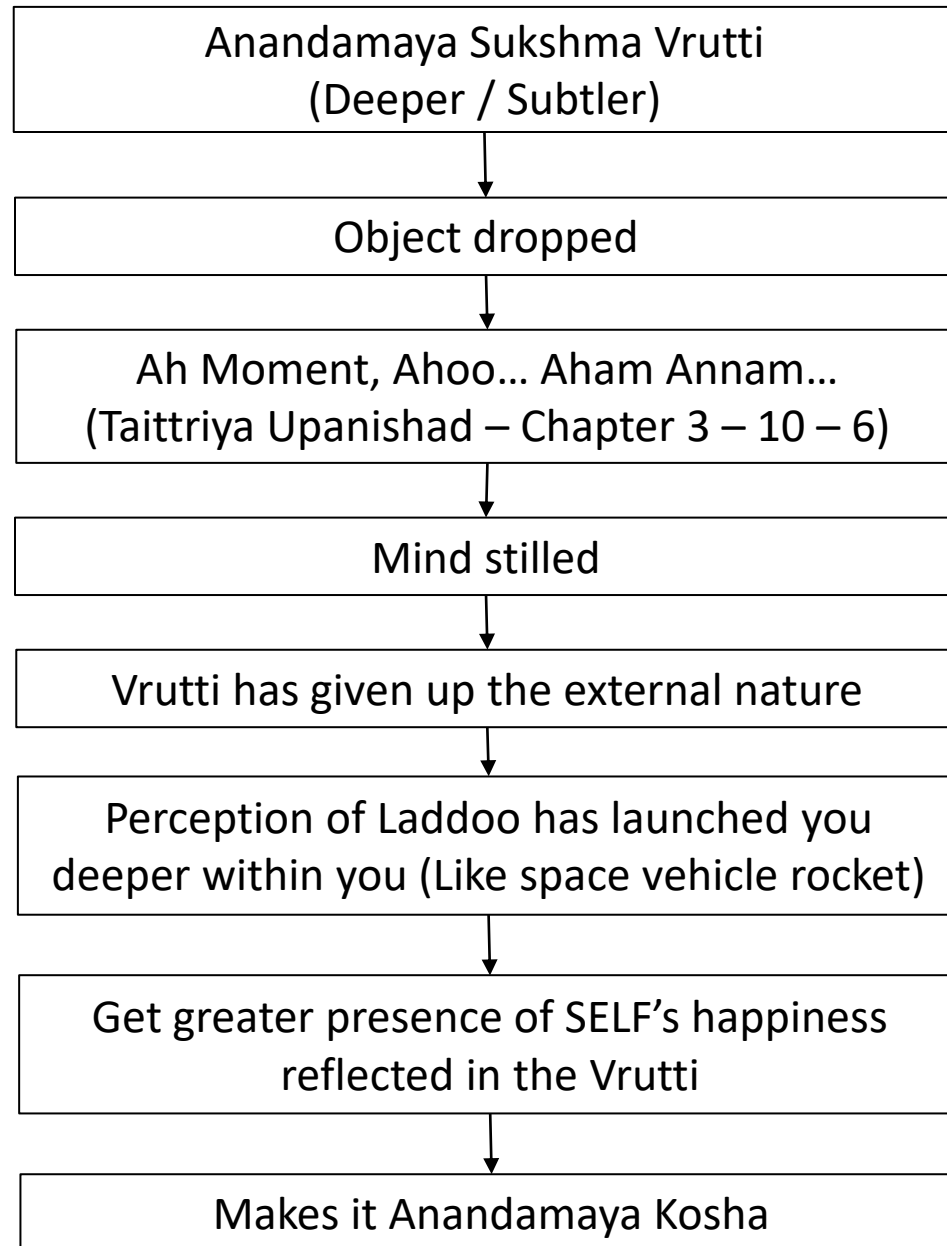 Anandamaya Sukshma Vrutti
(Deeper / Subtler)
Object dropped
Ah Moment, Ahoo… Aham Annam…
(Taittriya Upanishad – Chapter 3 – 10 – 6)
Mind stilled
Vrutti has given up the external nature
Perception of Laddoo has launched you
deeper within you (Like space vehicle rocket)
Get greater presence of SELF’s happiness
reflected in the Vrutti
Makes it Anandamaya Kosha